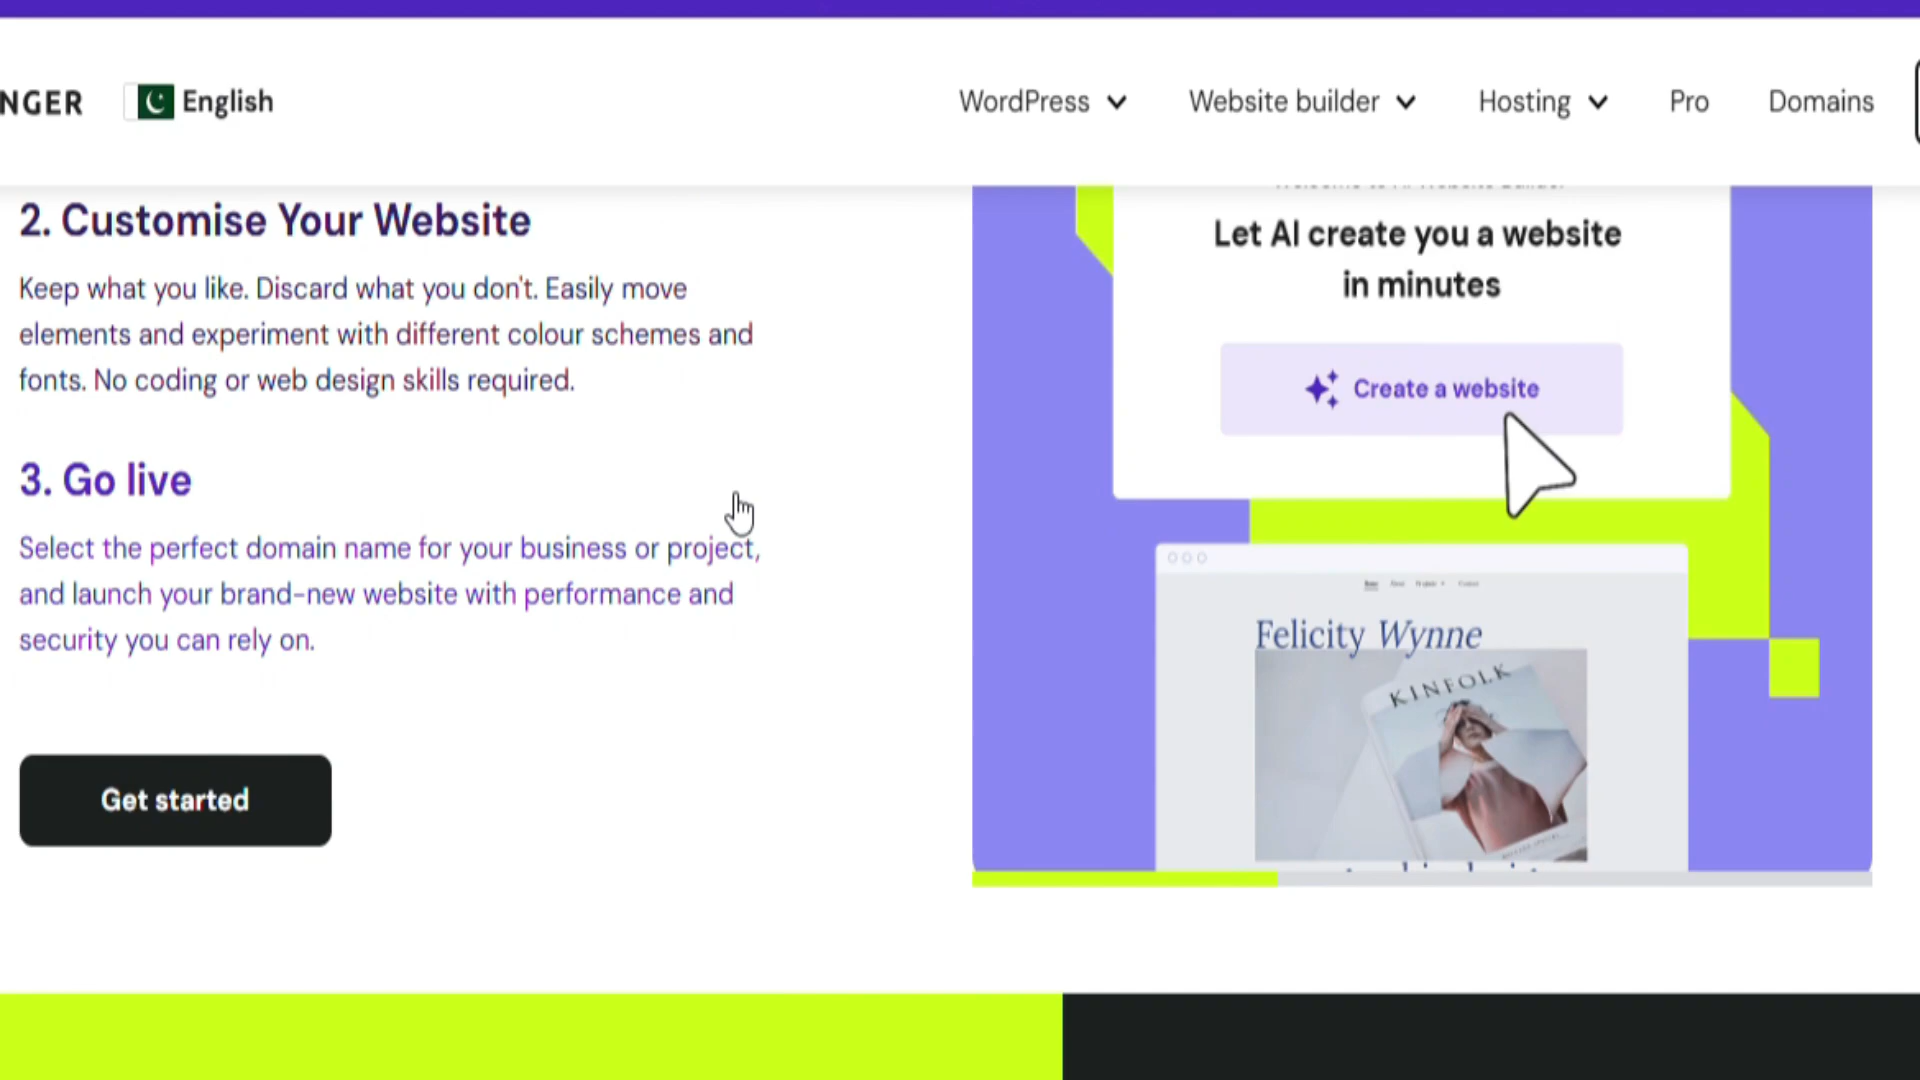 NGER
English
WordPress
Website builder
Hosting
Pro
Domains
2. Customise Your Website
Keep what you like. Discard what you don't. Easily move
elements and experiment with different colour schemes and
fonts. No coding or web design skills required.
3. Go live
Select the perfect domain name for your business or project,
and launch your brand-new website with performance and
security you can rely on.
Get started
Let AI create you a website
in minutes
Create a website
Felicity Wynne
KINFOLK